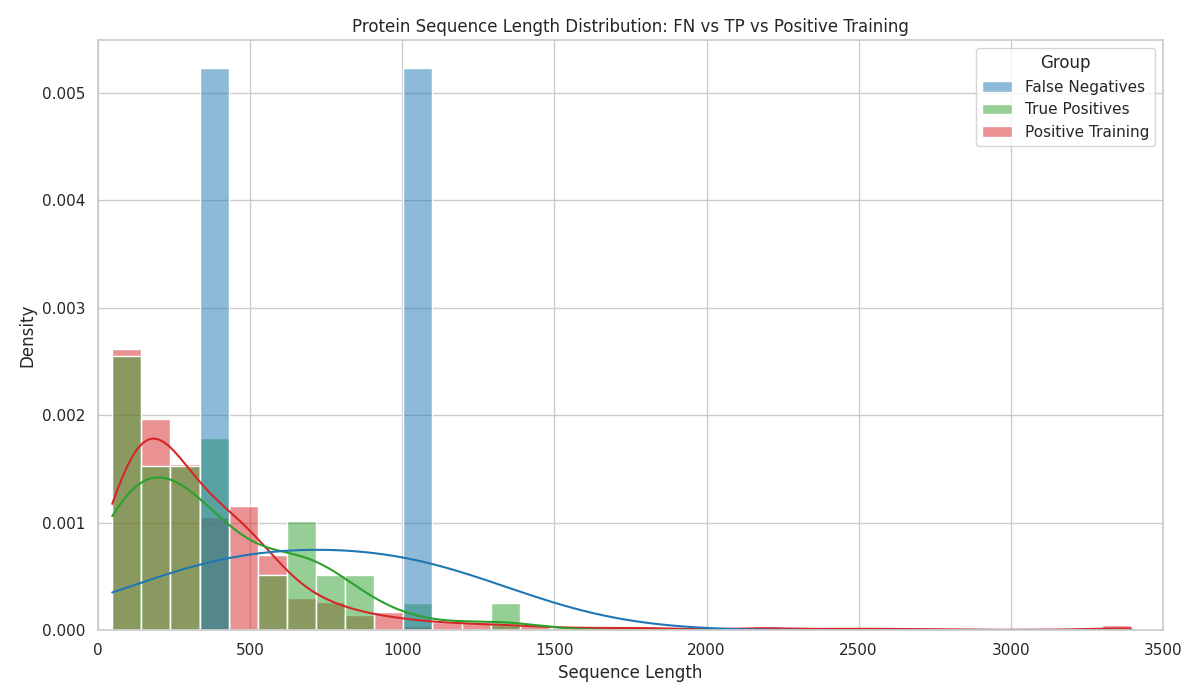 Protein Sequence Length Distribution: FN vs TP vs Positive Training
Group
False Negatives
True Positives
Positive Training
Density
0.005
0.004
0.003
0.002
0.001
0.000
0 500 1000 1500 2000 2500 3000 3500
Sequence Length